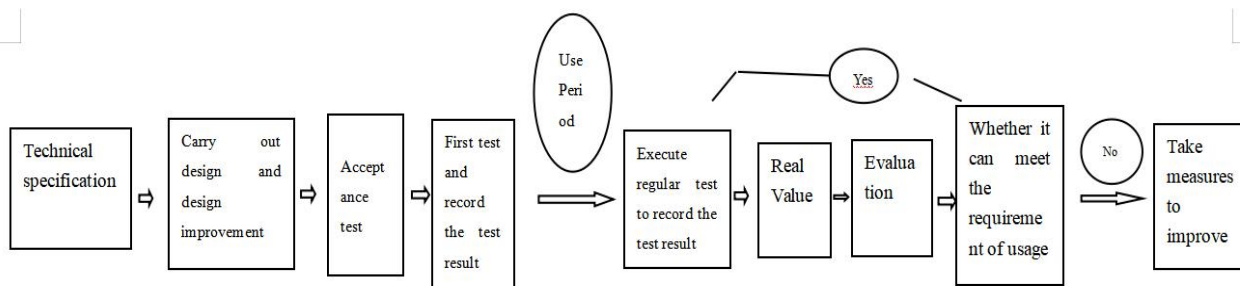 Technical
specification
Carry out
design and
design
improvement
Accept
ance
test
First test
and
record
the test
result
Use
Peri
od
Execute
regular test
to record the
test result
Real
Value
Evalua
tion
Yes
Whether it
can meet
the
requireme
nt of usage
No
Take
measures
to
improve